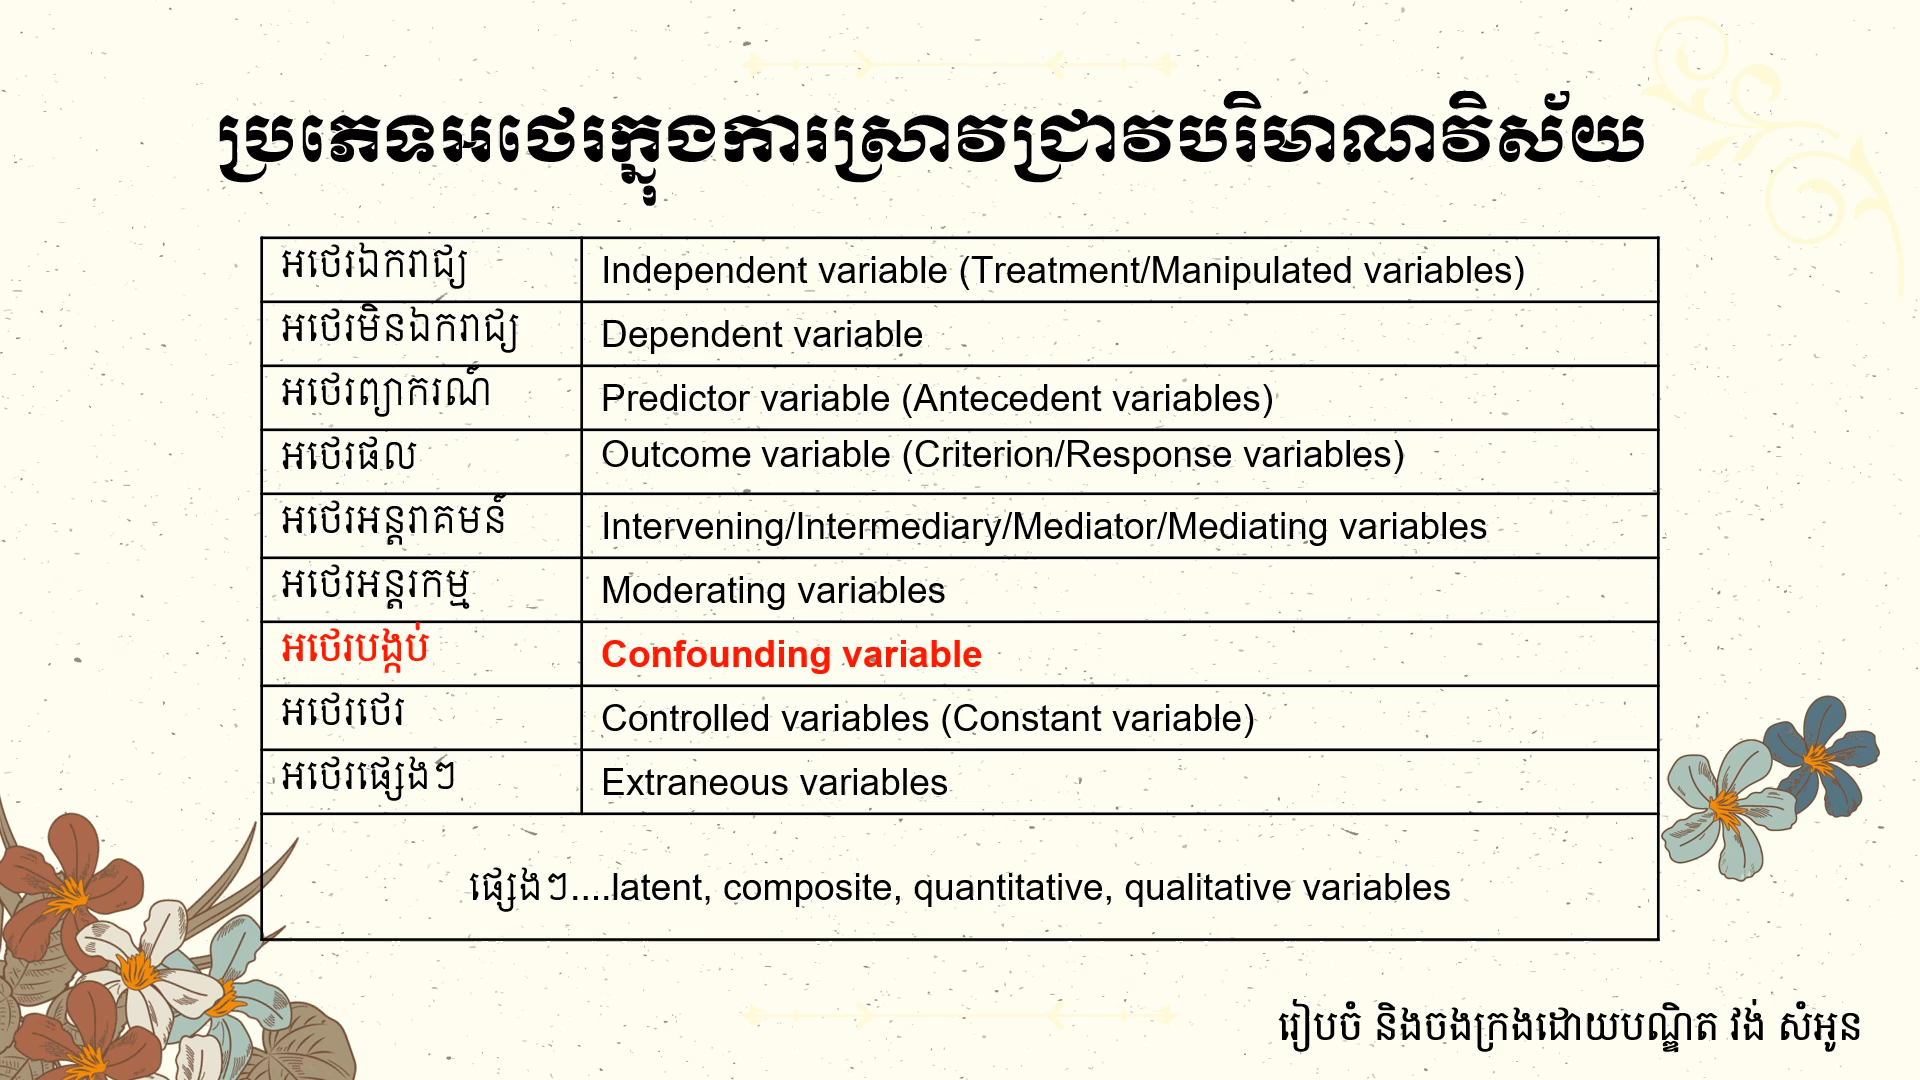 ប្រភេទអថេរក្នុងការស្រាវជ្រាវបរិមាណវិស័យ
អថេរឯករាជ្យ Independent variable (Treatment/Manipulated variables)
អថេរមិនឯករាជ្យ Dependent variable
អថេរព្យាករណ៍ Predictor variable (Antecedent variables)
អថេរផល Outcome variable (Criterion/Response variables)
អថេរអន្តរាគមន៍ Intervening/Intermediary/Mediator/Mediating variables
អថេរអន្តរកម្ម Moderating variables
អថេរបង្កប់ Confounding variable
អថេរថេរ Controlled variables (Constant variable)
អថេរផ្សេងៗ Extraneous variables
ផ្សេងៗ....latent, composite, quantitative, qualitative variables
រៀបចំ និងចងក្រងដោយបណ្ឌិត វង់ សំអូន